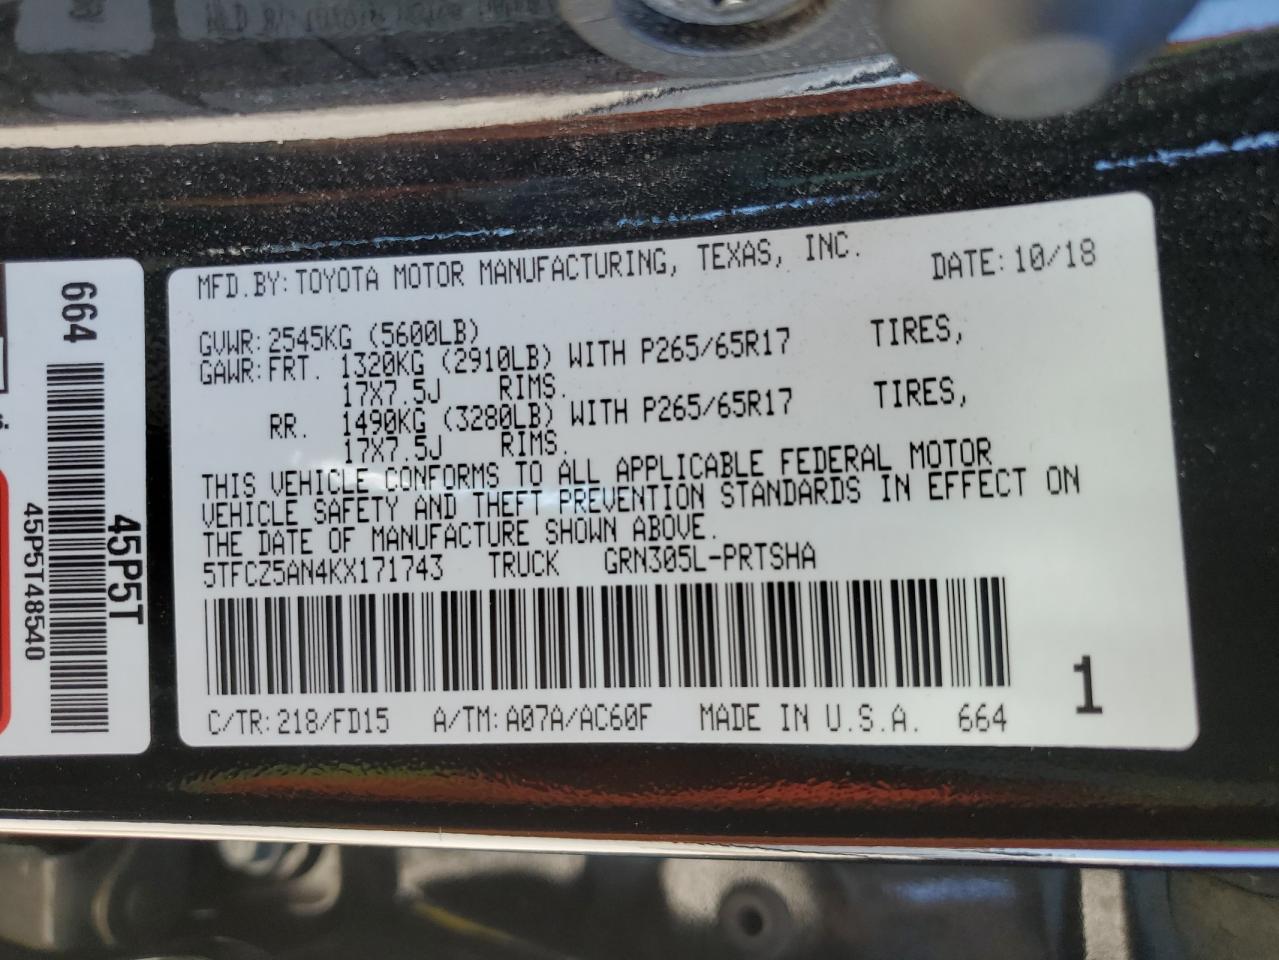 MFD.BY:TOYOTA MOTOR MANUFACTURING, TEXAS, INC. DATE:10/18
GVWR:2545KG (5600LB)
GAWR:FRT. 1320KG (2910LB) WITH P265/65R17 TIRES,
17X7.5J RIMS.
RR. 1490KG (3280LB) WITH P265/65R17 TIRES,
17X7.5J RIMS.
THIS VEHICLE CONFORMS TO ALL APPLICABLE FEDERAL MOTOR
VEHICLE SAFETY AND THEFT PREVENTION STANDARDS IN EFFECT ON
THE DATE OF MANUFACTURE SHOWN ABOVE.
5TFCZ5AN4KX171743 TRUCK GRN305L-PRTSHA
1
C/TR:218/FD15 A/TM:A07A/AC60F MADE IN U.S.A. 664
664
45P5T
45P5T48540